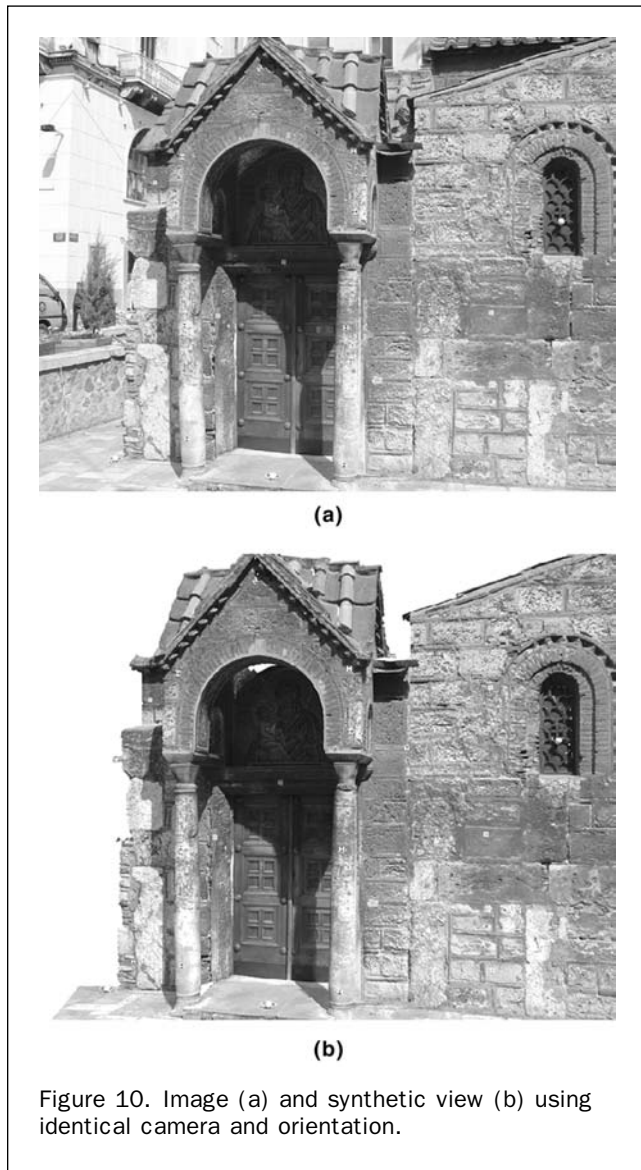 (a)
(b)
Figure 10. Image (a) and synthetic view (b) using
identical camera and orientation.